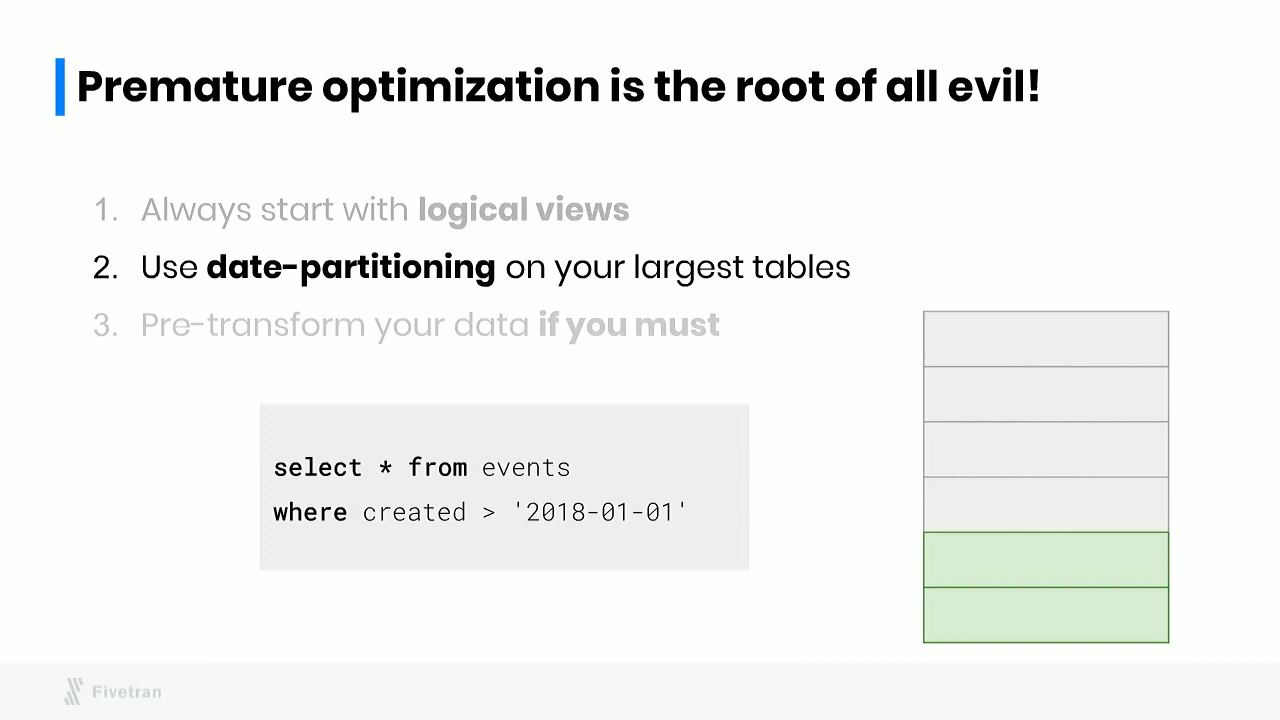 Premature optimization is the root of all evil!
1. Always start with logical views
2. Use date-partitioning on your largest tables
3. Pre-transform your data if you must
select * from events
where created > '2018-01-01'
Fivetran